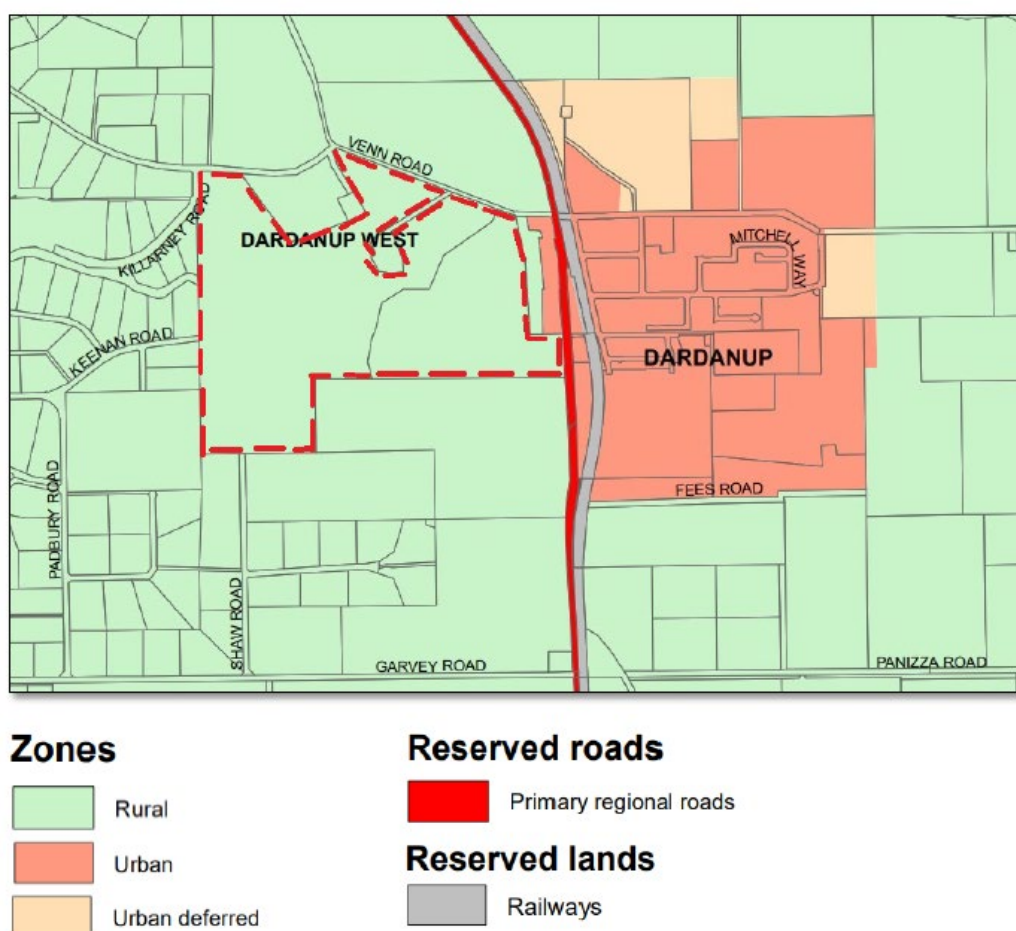 VENN ROAD
KILLARNEY ROAD
DARDANUP WEST
MITCHELL WAY
KEENAN ROAD
DARDANUP
PADBURY ROAD
FEES ROAD
SHAW ROAD
GARVEY ROAD
PANIZZA ROAD
Zones
Rural
Urban
Urban deferred
Reserved roads
Primary regional roads
Reserved lands
Railways